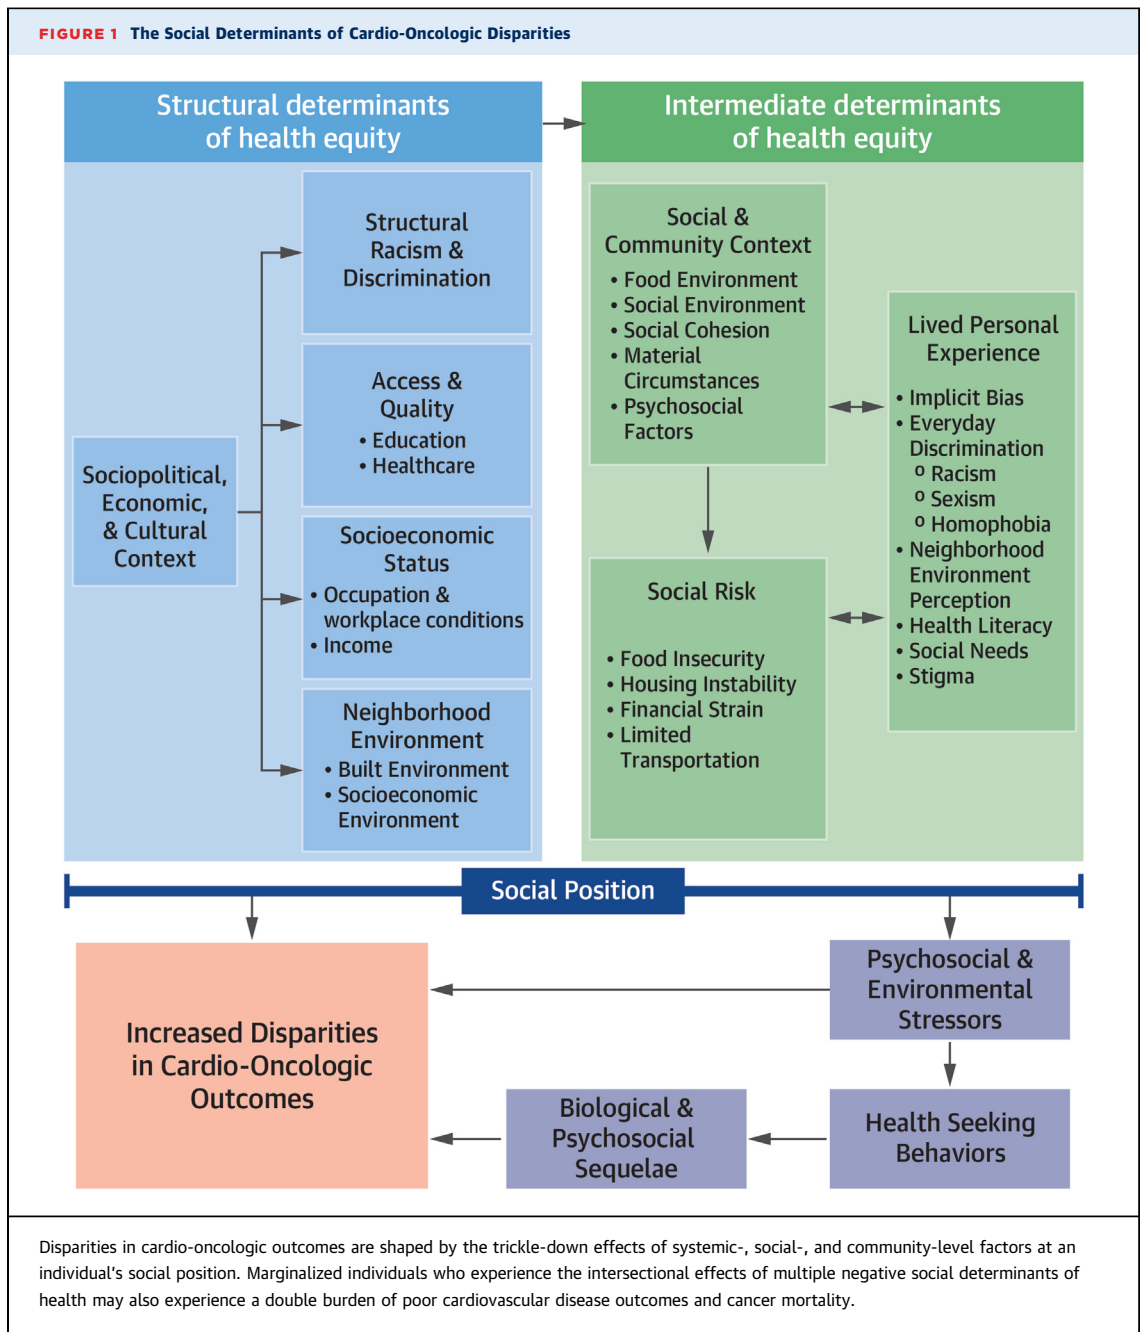 FIGURE 1 The Social Determinants of Cardio-Oncologic Disparities
Structural determinants
of health equity
Intermediate determinants
of health equity
Sociopolitical,
Economic,
& Cultural
Context
Structural
Racism &
Discrimination
Access &
Quality
• Education
• Healthcare
Socioeconomic
Status
• Occupation &
workplace conditions
• Income
Neighborhood
Environment
• Built Environment
• Socioeconomic
Environment
Social &
Community Context
• Food Environment
• Social Environment
• Social Cohesion
• Material
Circumstances
• Psychosocial
Factors
Social Risk
• Food Insecurity
• Housing Instability
• Financial Strain
• Limited
Transportation
Lived Personal
Experience
• Implicit Bias
• Everyday
Discrimination
o Racism
o Sexism
o Homophobia
• Neighborhood
Environment
Perception
• Health Literacy
• Social Needs
• Stigma
Social Position
Increased Disparities
in Cardio-Oncologic
Outcomes
Psychosocial &
Environmental
Stressors
Biological &
Psychosocial
Sequelae
Health Seeking
Behaviors
Disparities in cardio-oncologic outcomes are shaped by the trickle-down effects of systemic-, social-, and community-level factors at an
individual's social position. Marginalized individuals who experience the intersectional effects of multiple negative social determinants of
health may also experience a double burden of poor cardiovascular disease outcomes and cancer mortality.